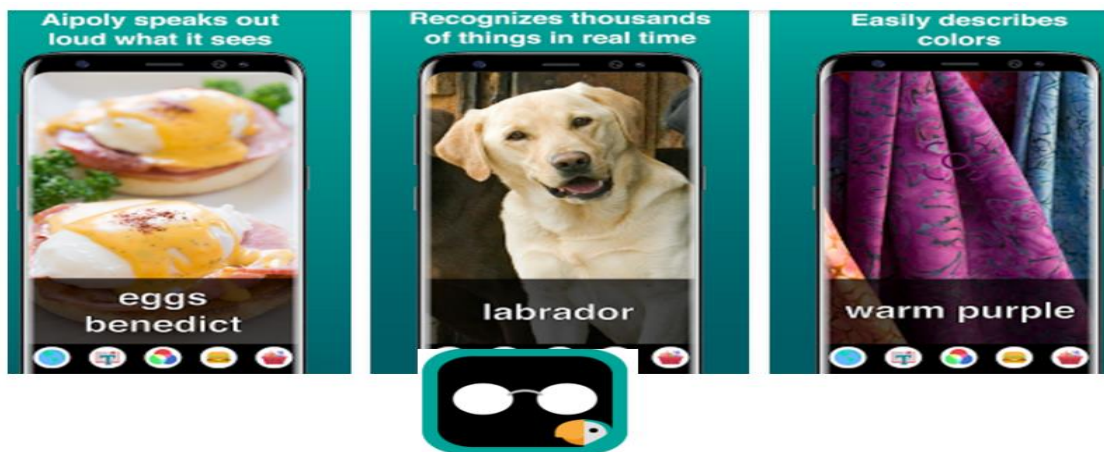 Aipoly speaks out
loud what it sees
eggs
benedict
Recognizes thousands
of things in real time
labrador
Easily describes
colors
warm purple